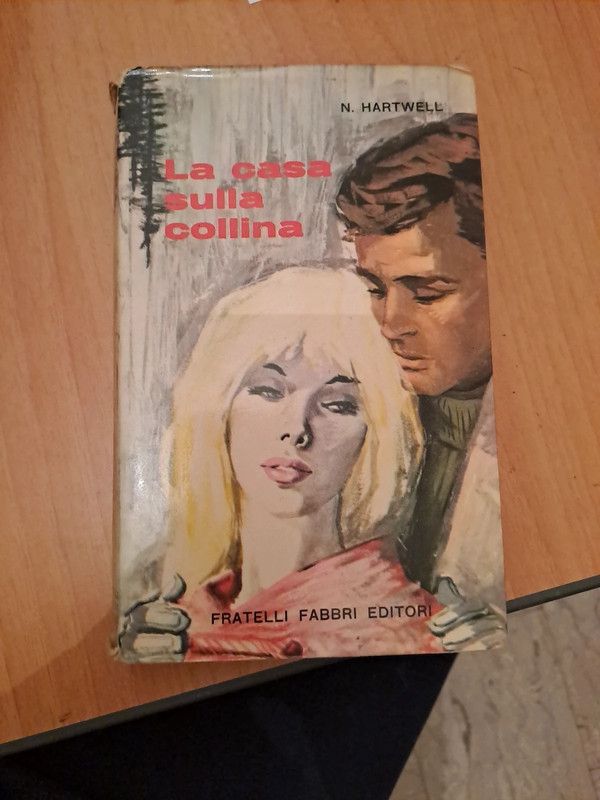 N. HARTWELL
La casa
sulla
collina
FRATELLI FABBRI EDITORI